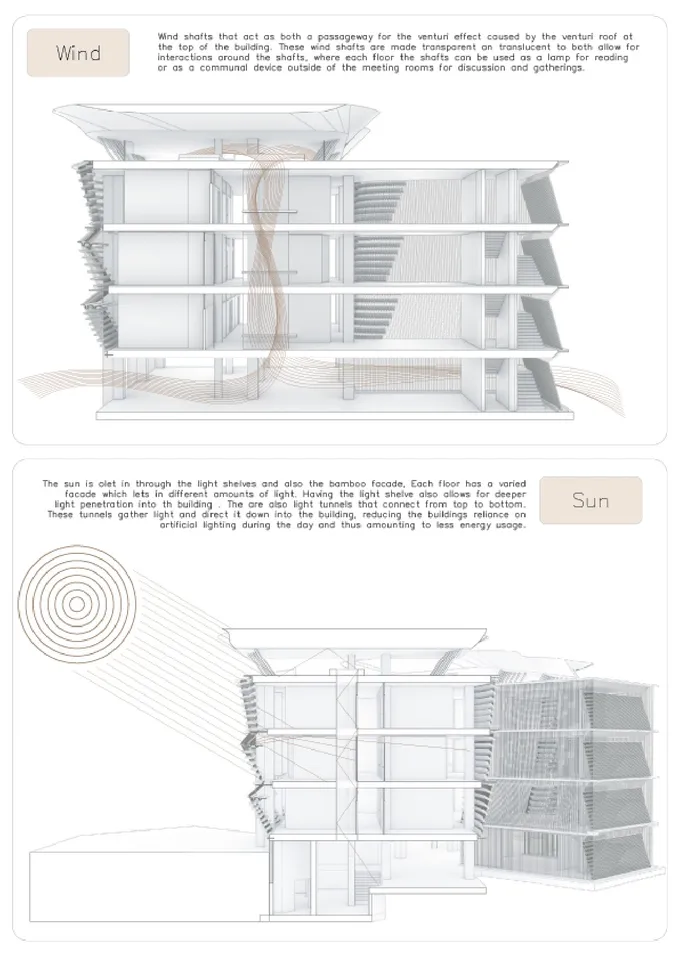 Wind
Wind shafts that act as both a passageway for the venturi effect caused by the venturi roof at
the top of the building. These wind shafts are made transparent an translucent to both allow for
interactions around the shafts, where each floor the shafts can be used as a lamp for reading
or as a communal device outside of the meeting rooms for discussion and gatherings.
The sun is olet in through the light shelves and also the bamboo facade, Each floor has a varied
facade which lets in different amounts of light. Having the light shelve also allows for deeper
light penetration into th building . The are also light tunnels that connect from top to bottom.
These tunnels gather light and direct it down into the building, reducing the buildings reliance on
artificial lighting during the day and thus amounting to less energy usage.
Sun